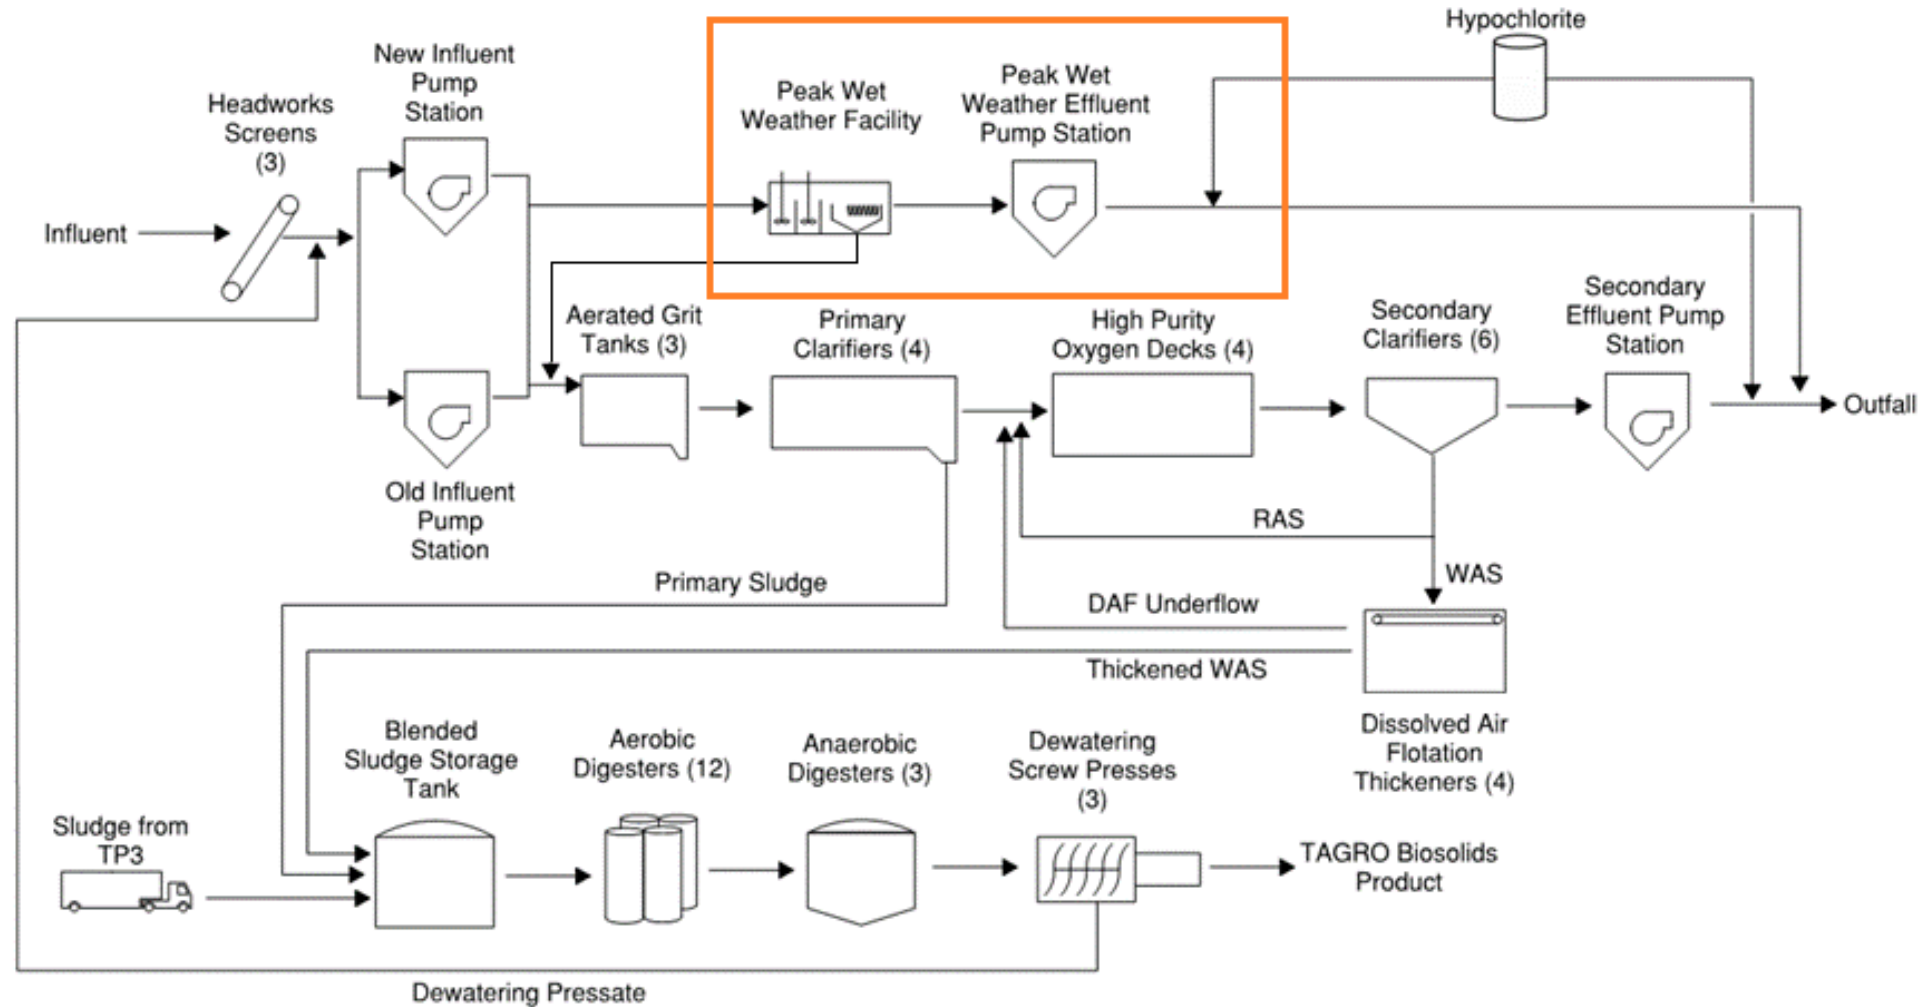 Hypochlorite
New Influent
Pump
Station
Headworks
Screens
(3)
Peak Wet
Weather Facility
Peak Wet
Weather Effluent
Pump Station
Influent
Aerated Grit
Tanks (3)
Primary
Clarifiers (4)
High Purity
Oxygen Decks (4)
Secondary
Clarifiers (6)
Secondary
Effluent Pump
Station
Outfall
Old Influent
Pump
Station
RAS
WAS
Primary Sludge
DAF Underflow
Thickened WAS
Dissolved Air
Flotation
Thickeners (4)
Blended
Sludge Storage
Tank
Aerobic
Digesters (12)
Anaerobic
Digesters (3)
Dewatering
Screw Presses
(3)
Sludge from
TP3
TAGRO Biosolids
Product
Dewatering Pressate